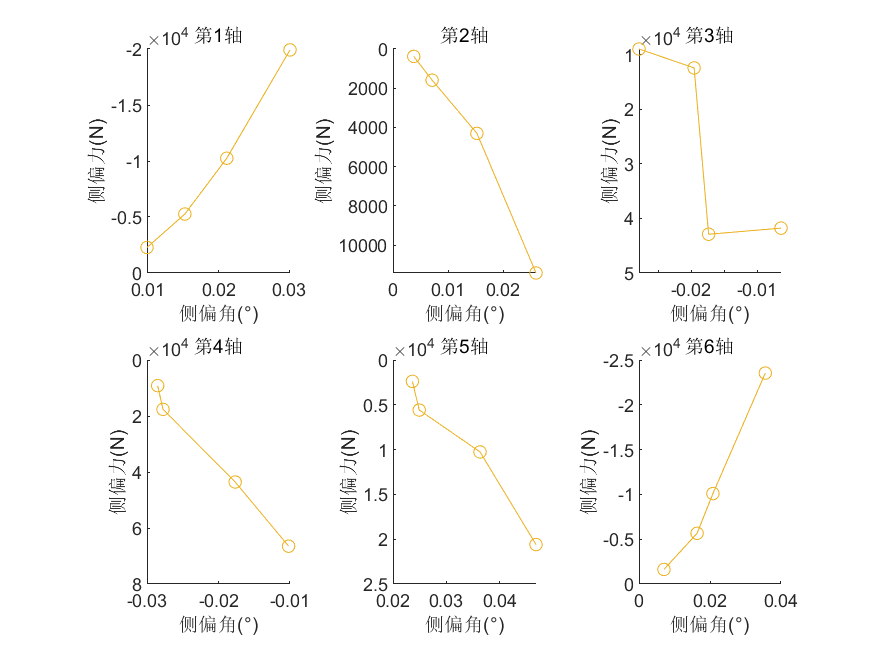 ×10⁴ 第1轴
-2
-1.5
-1
-0.5
0
0.01 0.02 0.03
侧偏力(N)
侧偏角(°)
第2轴
0
2000
4000
6000
8000
10000
0 0.01 0.02
侧偏力(N)
侧偏角(°)
×10⁴ 第3轴
1
2
3
4
5
-0.02 -0.01
侧偏力(N)
侧偏角(°)
×10⁴ 第4轴
0
2
4
6
8
-0.03 -0.02 -0.01
侧偏力(N)
侧偏角(°)
×10⁴ 第5轴
0
0.5
1
1.5
2
2.5
0.02 0.03 0.04
侧偏力(N)
侧偏角(°)
×10⁴ 第6轴
-2.5
-2
-1.5
-1
-0.5
0
0 0.02 0.04
侧偏力(N)
侧偏角(°)